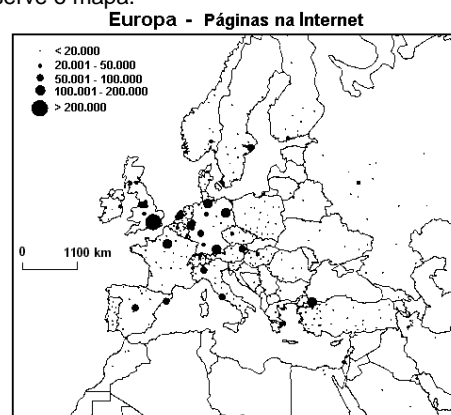 serve o mapa:
Europa - Páginas na Internet
< 20.000
20.001 - 50.000
50.001 - 100.000
100.001 - 200.000
> 200.000
0 1100 km